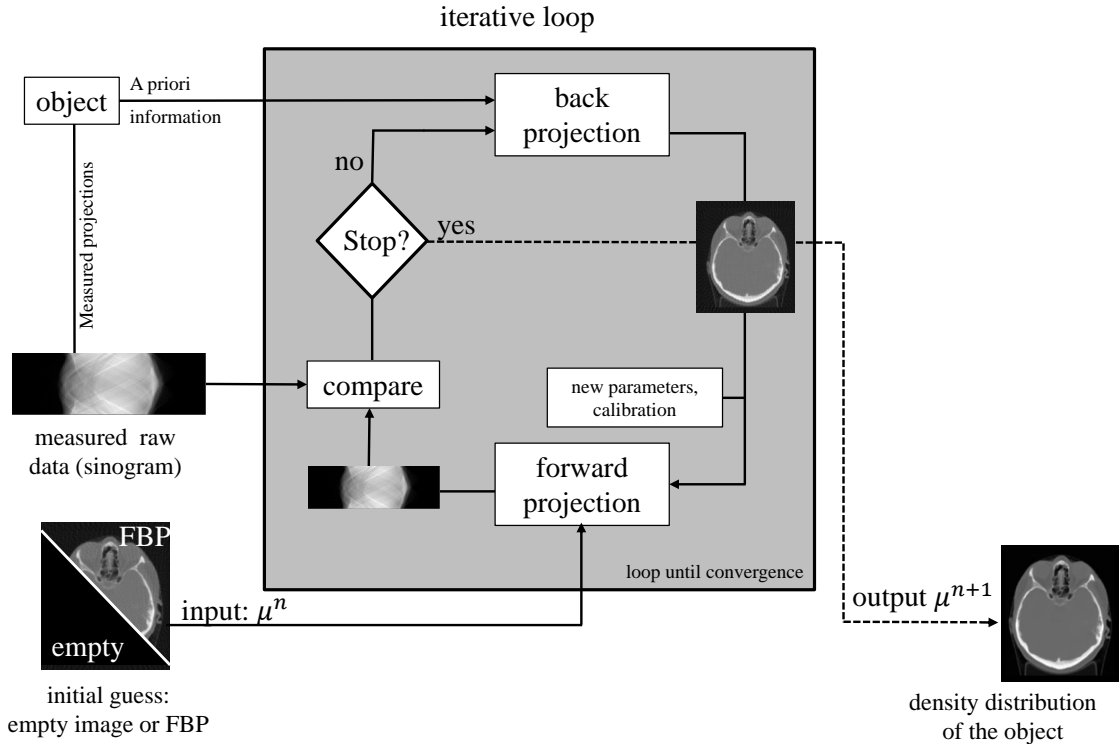 iterative loop
object
A priori
information
back
projection
no
Measured projections
Stop?
yes
compare
new parameters,
calibration
measured raw
data (sinogram)
forward
projection
FBP
loop until convergence
input: μⁿ
output μⁿ⁺¹
empty
initial guess:
empty image or FBP
density distribution
of the object